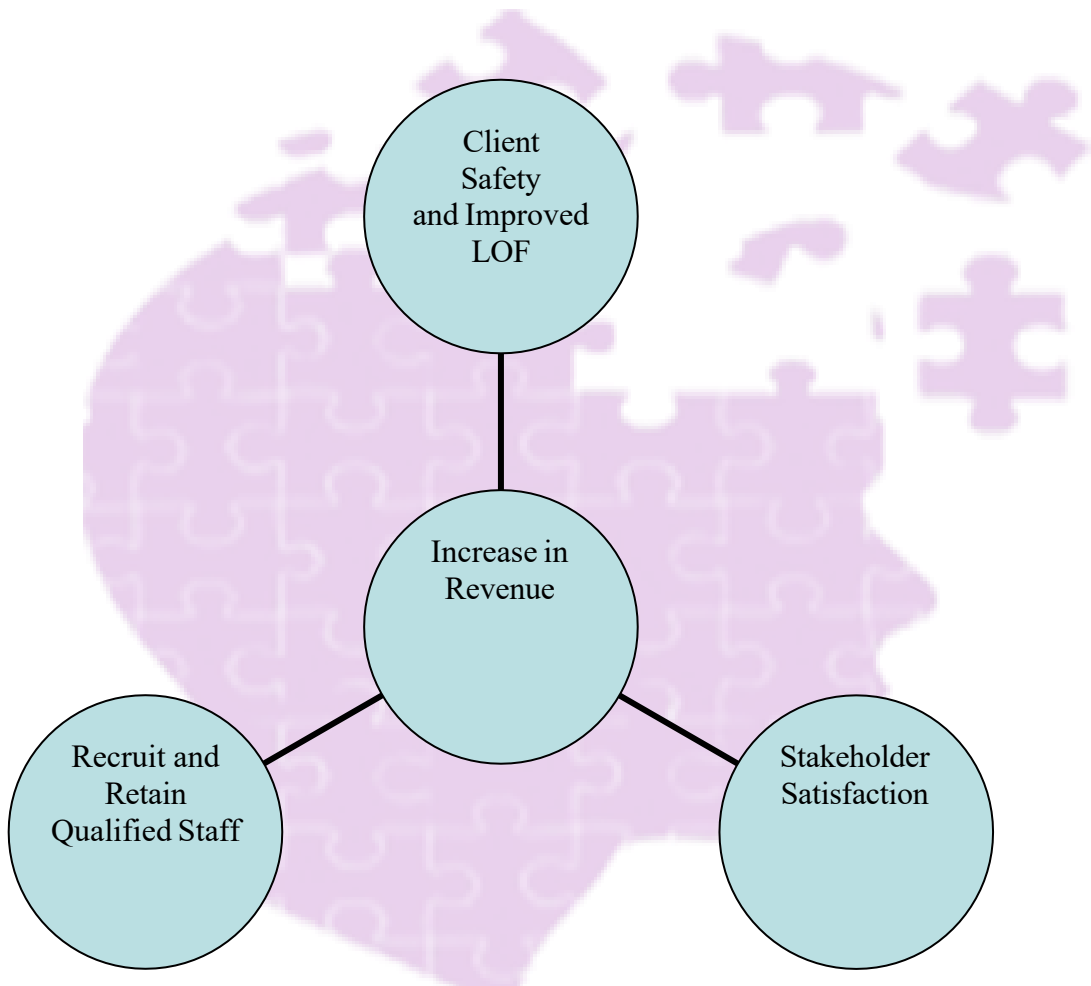 Client
Safety
and Improved
LOF
Increase in
Revenue
Recruit and
Retain
Qualified Staff
Stakeholder
Satisfaction